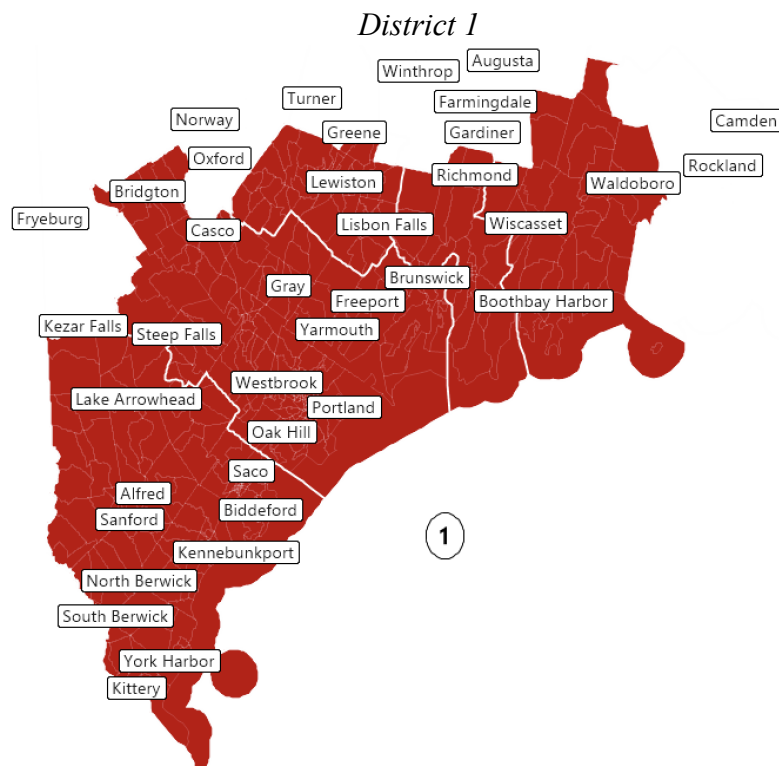 District 1
Augusta
Winthrop
Turner
Farmingdale
Norway
Camden
Greene
Gardiner
Oxford
Rockland
Richmond
Lewiston
Waldoboro
Bridgton
Fryeburg
Wiscasset
Lisbon Falls
Casco
Brunswick
Gray
Freeport
Boothbay Harbor
Kezar Falls
Yarmouth
Steep Falls
Westbrook
Lake Arrowhead
Portland
Oak Hill
Saco
Alfred
Biddeford
Sanford
1
Kennebunkport
North Berwick
South Berwick
York Harbor
Kittery